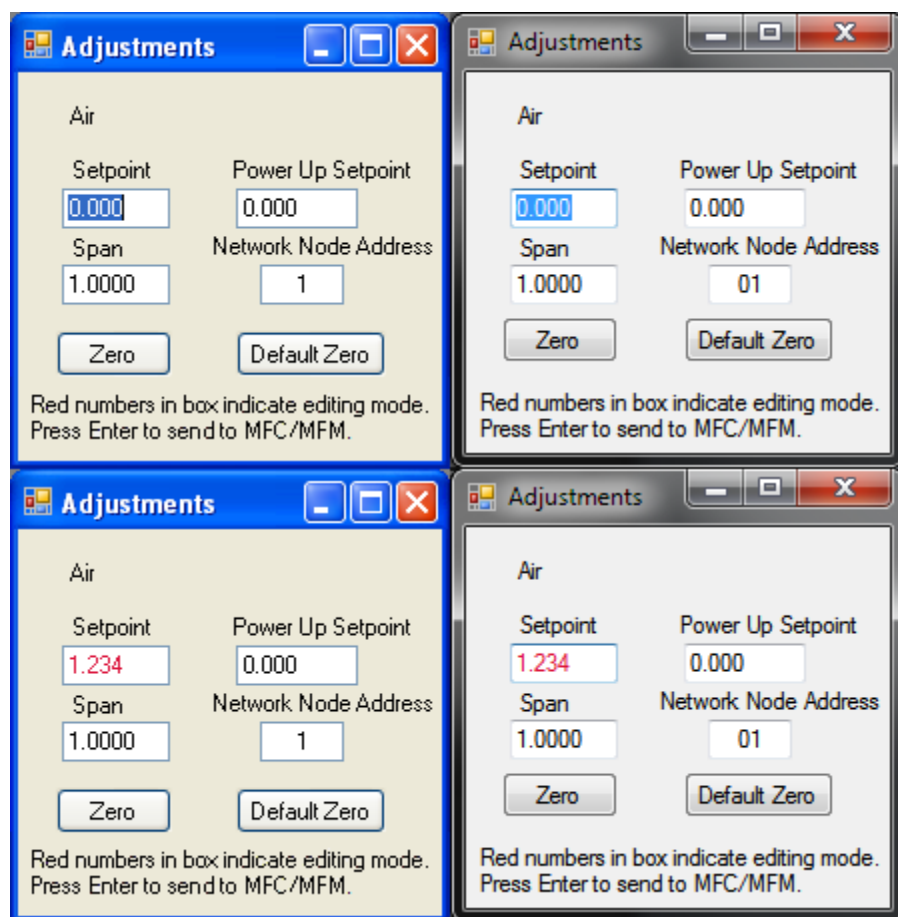 Adjustments
Air
Setpoint Power Up Setpoint
0.000 0.000
Span Network Node Address
1.0000 1
Zero Default Zero
Red numbers in box indicate editing mode.
Press Enter to send to MFC/MFM.
Adjustments
Air
Setpoint Power Up Setpoint
0.000 0.000
Span Network Node Address
1.0000 01
Zero Default Zero
Red numbers in box indicate editing mode.
Press Enter to send to MFC/MFM.
Adjustments
Air
Setpoint Power Up Setpoint
1.234 0.000
Span Network Node Address
1.0000 1
Zero Default Zero
Red numbers in box indicate editing mode.
Press Enter to send to MFC/MFM.
Adjustments
Air
Setpoint Power Up Setpoint
1.234 0.000
Span Network Node Address
1.0000 01
Zero Default Zero
Red numbers in box indicate editing mode.
Press Enter to send to MFC/MFM.